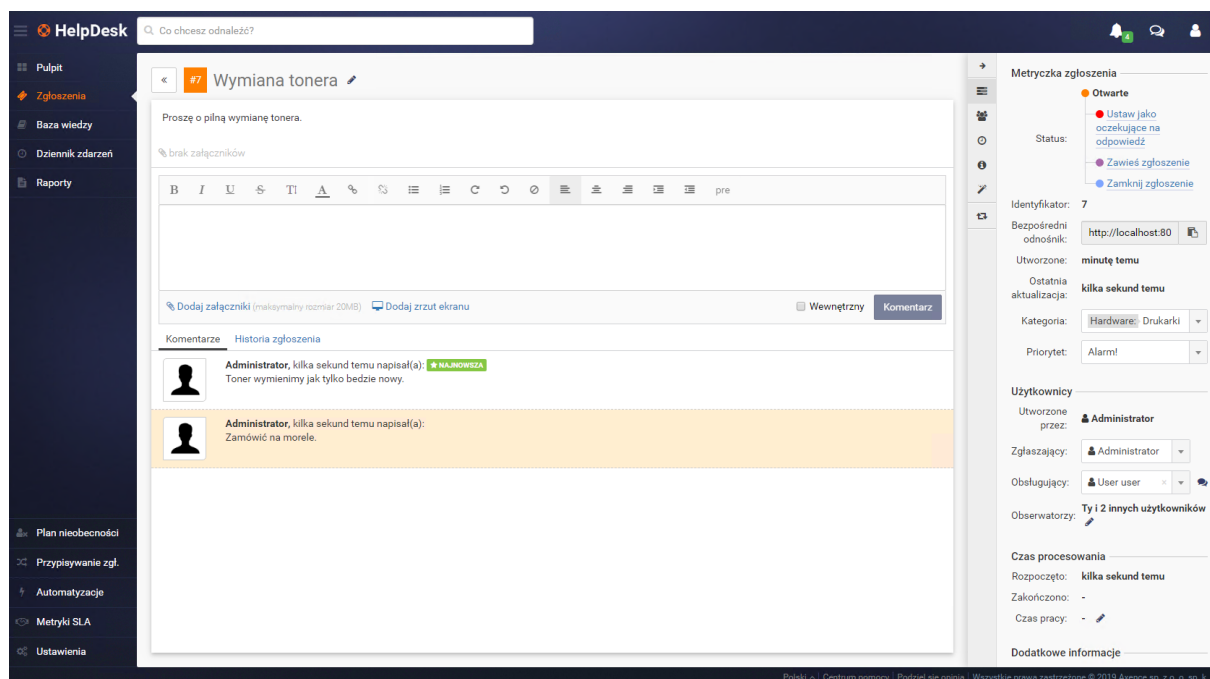 HelpDesk
Co chcesz odnaleźć?
4
Pulpit
Zgłoszenia
Baza wiedzy
Dziennik zdarzeń
Raporty
Plan nieobecności
Przypisywanie zgł.
Automatyzacje
Metryki SLA
Ustawienia
« #7 Wymiana tonera
Proszę o pilną wymianę tonera.
brak załączników
B I U S T! A pre
Dodaj załączniki (maksymalny rozmiar 20MB) Dodaj zrzut ekranu
Wewnętrzny Komentarz
Komentarze Historia zgłoszenia
Administrator, kilka sekund temu napisał(a): ★ NAJNOWSZA
Toner wymienimy jak tylko bedzie nowy.
Administrator, kilka sekund temu napisał(a):
Zamówić na morele.
Metryczka zgłoszenia
Status:
Otwarte
Ustaw jako
oczekujące na
odpowiedź
Zawieś zgłoszenie
Zamknij zgłoszenie
Identyfikator: 7
Bezpośredni
odnośnik:
http://localhost:80
Utworzone: minutę temu
Ostatnia
aktualizacja:
kilka sekund temu
Kategoria: Hardware: Drukarki
Priorytet: Alarm!
Użytkownicy
Utworzone
przez:
Administrator
Zgłaszający: Administrator
Obsługujący: User user ×
Obserwatorzy: Ty i 2 innych użytkowników
Czas procesowania
Rozpoczęto: kilka sekund temu
Zakończono: -
Czas pracy: -
Dodatkowe informacje
Polski | Centrum pomocy | Podziel się opinią | Wszystkie prawa zastrzeżone © 2019 Axence sp. z o. o. sp. k.